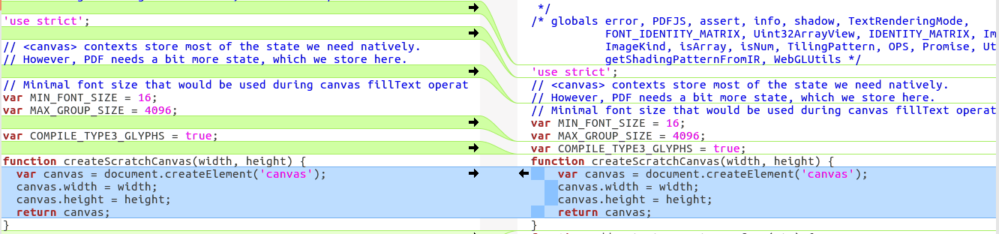 'use strict';
// <canvas> contexts store most of the state we need natively.
// However, PDF needs a bit more state, which we store here.
// Minimal font size that would be used during canvas fillText operat
var MIN_FONT_SIZE = 16;
var MAX_GROUP_SIZE = 4096;
var COMPILE_TYPE3_GLYPHS = true;
function createScratchCanvas(width, height) {
  var canvas = document.createElement('canvas');
  canvas.width = width;
  canvas.height = height;
  return canvas;
}
*/
/* globals error, PDFJS, assert, info, shadow, TextRenderingMode,
           FONT_IDENTITY_MATRIX, Uint32ArrayView, IDENTITY_MATRIX, Im
           ImageKind, isArray, isNum, TilingPattern, OPS, Promise, Ut
           getShadingPatternFromIR, WebGLUtils */
'use strict';
// <canvas> contexts store most of the state we need natively.
// However, PDF needs a bit more state, which we store here.
// Minimal font size that would be used during canvas fillText operat
var MIN_FONT_SIZE = 16;
var MAX_GROUP_SIZE = 4096;
var COMPILE_TYPE3_GLYPHS = true;
function createScratchCanvas(width, height) {
    var canvas = document.createElement('canvas');
    canvas.width = width;
    canvas.height = height;
    return canvas;
}